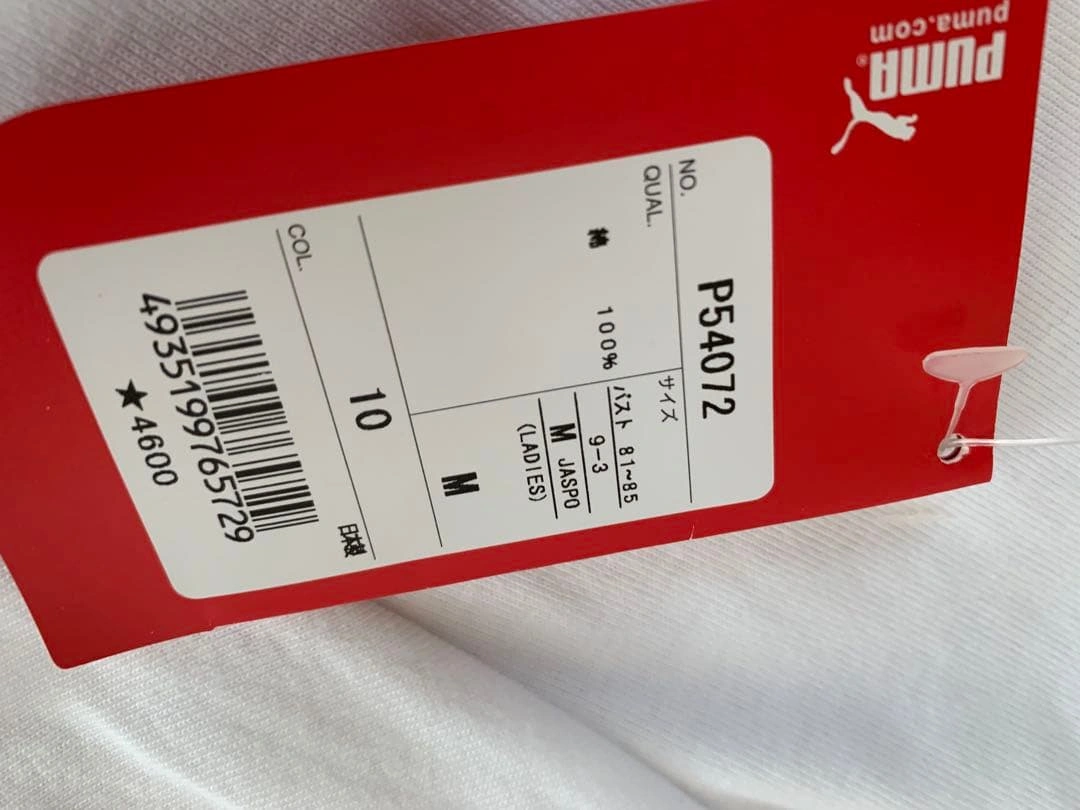 puma.com
PUMA®
NO. P54072
QUAL.
綿 100%
サイズ
バスト 81~85
9-3
M JASPO
(LADIES)
M
COL. 10
日本製
4935199765729
★4600